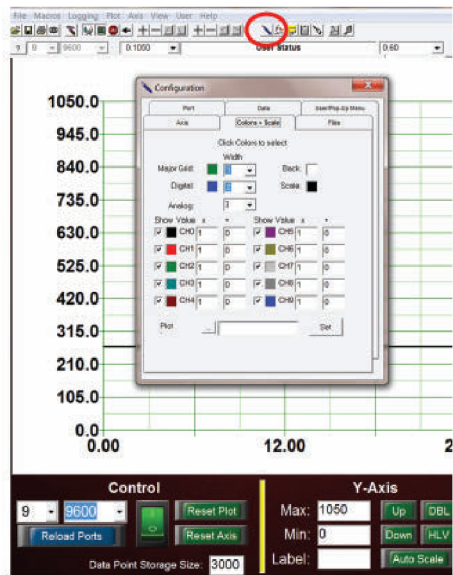 File Macros Logging Plot Axis View User Help
? 9 9600 0.1000 User Status 0.60
Configuration
Port Data User/Pop-Up Menu
Axis Colors + Scale Files
Click Colors to select
Width
Major Grid: Back:
Digital: Scale:
Analog: 3
Show Value x + Show Value x +
CH0 1 0 CH5 1 0
CH1 1 0 CH6 1 0
CH2 1 0 CH7 1 0
CH3 1 0 CH8 1 0
CH4 1 0 CH9 1 0
Plot ... Set
1050.0
945.0
840.0
735.0
630.0
525.0
420.0
315.0
210.0
105.0
0.0
0.00 12.00 2
Control Y-Axis
9 9600 Reset Plot Max: 1050 Up DBL
Reload Ports Reset Axis Min: 0 Down HLV
Data Point Storage Size: 3000 Label: Auto Scale